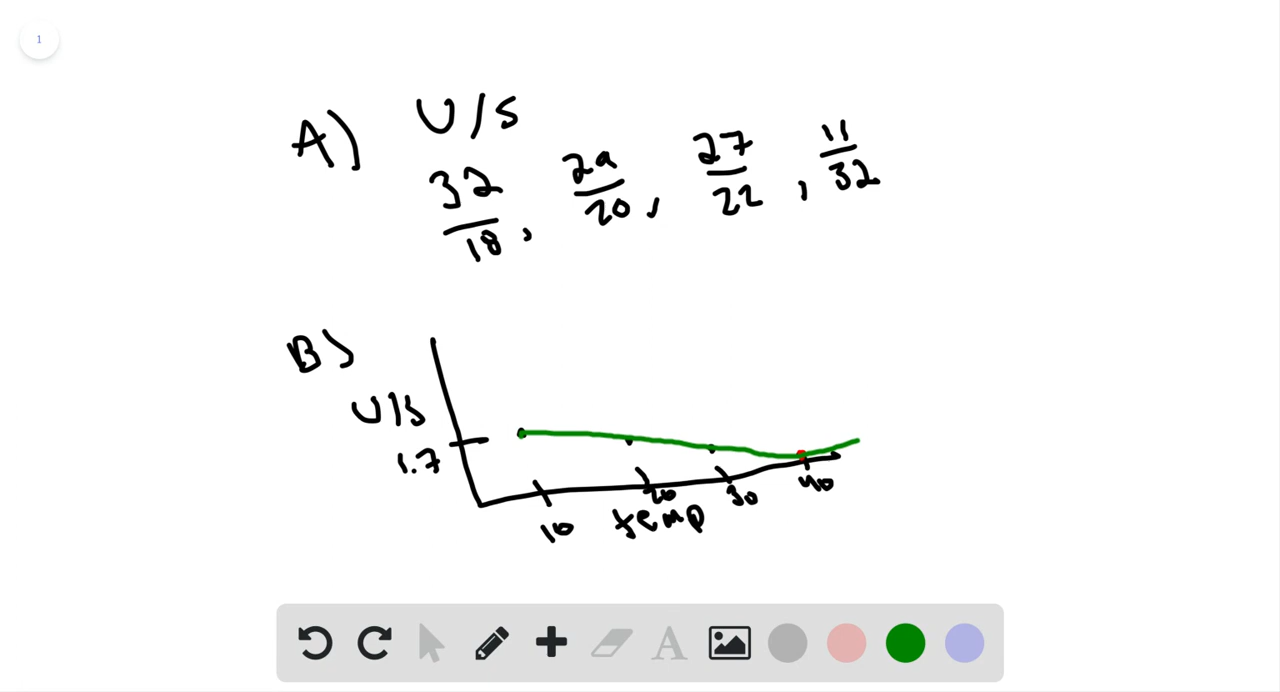 1
A) U/S
32/18, 29/20, 27/22, 11/32
B)
U/S
1.7
10 20 30 40
temp
A